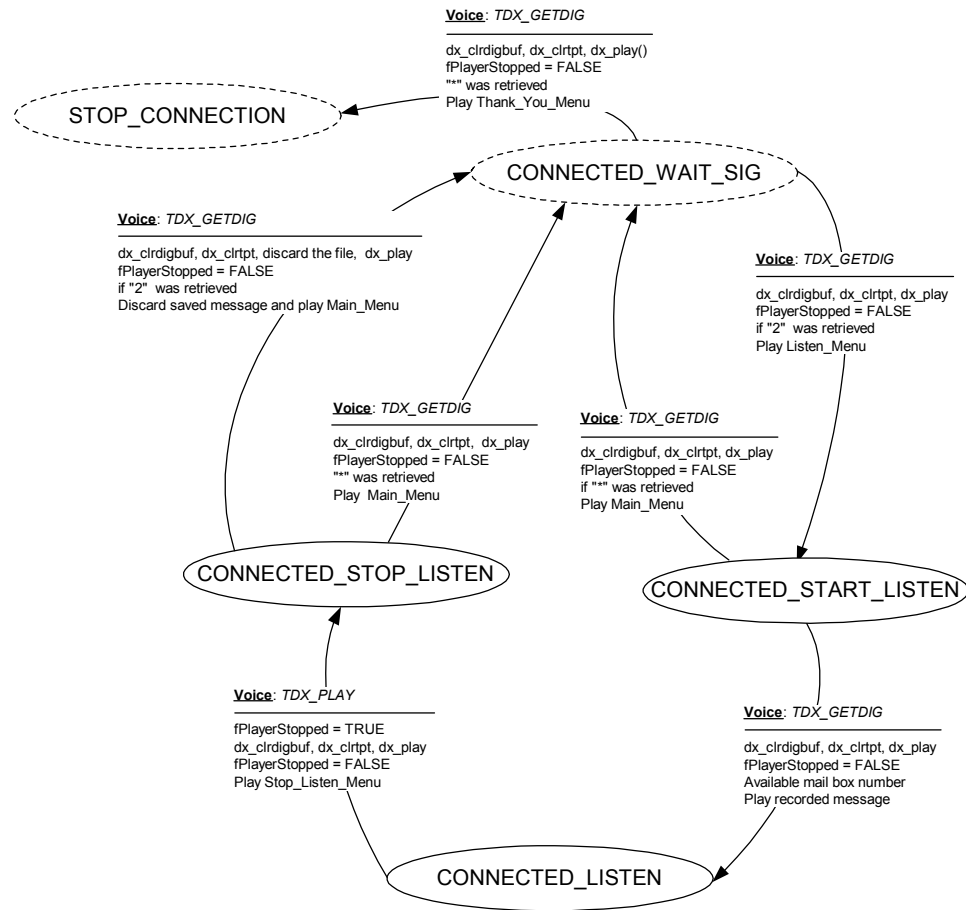 Voice: TDX_GETDIG
dx_clrdigbuf, dx_clrtpt, dx_play()
fPlayerStopped = FALSE
"*" was retrieved
Play Thank_You_Menu
STOP_CONNECTION
CONNECTED_WAIT_SIG
Voice: TDX_GETDIG
dx_clrdigbuf, dx_clrtpt, discard the file, dx_play
fPlayerStopped = FALSE
if "2" was retrieved
Discard saved message and play Main_Menu
Voice: TDX_GETDIG
dx_clrdigbuf, dx_clrtpt, dx_play
fPlayerStopped = FALSE
if "2" was retrieved
Play Listen_Menu
Voice: TDX_GETDIG
dx_clrdigbuf, dx_clrtpt, dx_play
fPlayerStopped = FALSE
"*" was retrieved
Play Main_Menu
Voice: TDX_GETDIG
dx_clrdigbuf, dx_clrtpt, dx_play
fPlayerStopped = FALSE
if "*" was retrieved
Play Main_Menu
CONNECTED_STOP_LISTEN
CONNECTED_START_LISTEN
Voice: TDX_PLAY
fPlayerStopped = TRUE
dx_clrdigbuf, dx_clrtpt, dx_play
fPlayerStopped = FALSE
Play Stop_Listen_Menu
Voice: TDX_GETDIG
dx_clrdigbuf, dx_clrtpt, dx_play
fPlayerStopped = FALSE
Available mail box number
Play recorded message
CONNECTED_LISTEN